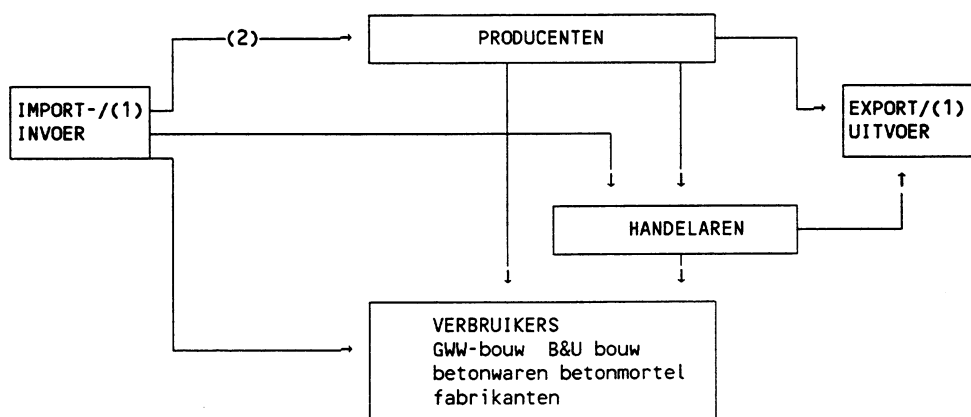 (2)
PRODUCENTEN
IMPORT-/(1)
INVOER
EXPORT/(1)
UITVOER
HANDELAREN
VERBRUIKERS
GWW-bouw B&U bouw
betonwaren betonmortel
fabrikanten